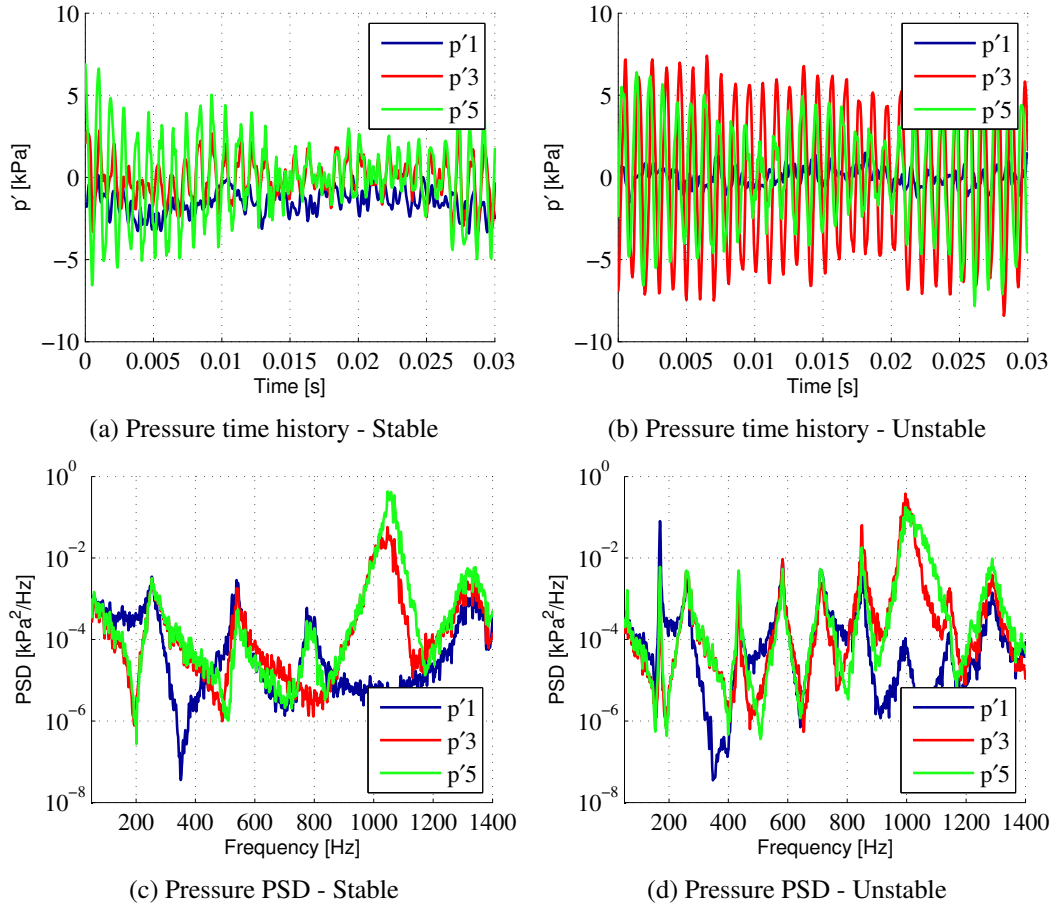 10
5
0
−5
−10
p′ [kPa]
0 0.005 0.01 0.015 0.02 0.025 0.03
Time [s]
p′1
p′3
p′5
(a) Pressure time history - Stable
10
5
0
−5
−10
p′ [kPa]
0 0.005 0.01 0.015 0.02 0.025 0.03
Time [s]
p′1
p′3
p′5
(b) Pressure time history - Unstable
10⁰
10⁻²
10⁻⁴
10⁻⁶
10⁻⁸
PSD [kPa²/Hz]
200 400 600 800 1000 1200 1400
Frequency [Hz]
p′1
p′3
p′5
(c) Pressure PSD - Stable
10⁰
10⁻²
10⁻⁴
10⁻⁶
10⁻⁸
PSD [kPa²/Hz]
200 400 600 800 1000 1200 1400
Frequency [Hz]
p′1
p′3
p′5
(d) Pressure PSD - Unstable